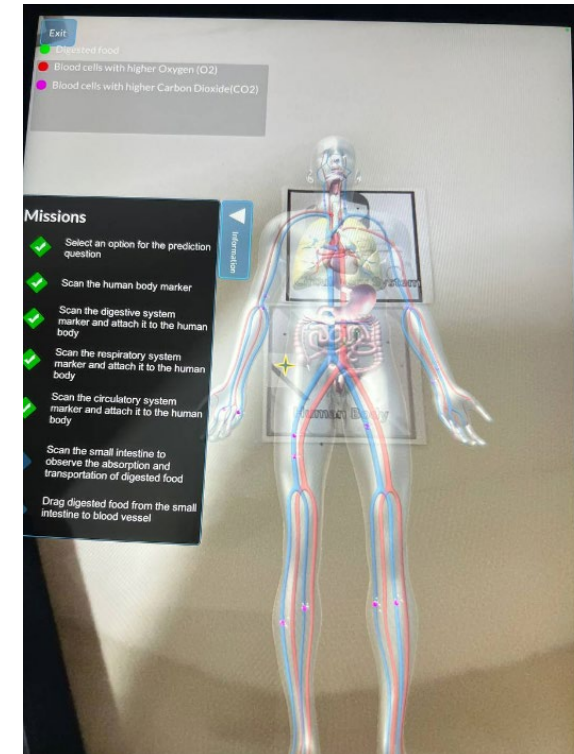 Exit
Digested food
Blood cells with higher Oxygen (O2)
Blood cells with higher Carbon Dioxide(CO2)
Missions
Information
Select an option for the prediction
question
Scan the human body marker
Scan the digestive system
marker and attach it to the human
body
Scan the respiratory system
marker and attach it to the human
body
Scan the circulatory system
marker and attach it to the human
body
Scan the small intestine to
observe the absorption and
transportation of digested food
Drag digested food from the small
intestine to blood vessel
System
Human Body